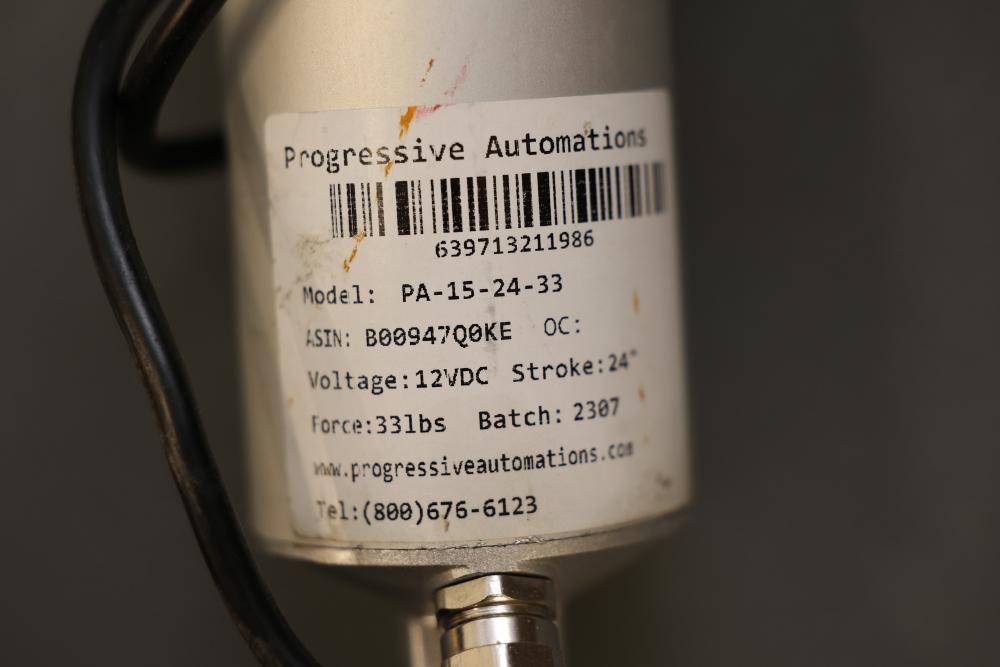 Progressive Automations
639713211986
Model: PA-15-24-33
ASIN: B00947Q0KE OC:
Voltage:12VDC Stroke:24"
Force:33lbs Batch: 2307
www.progressiveautomations.com
Tel:(800)676-6123